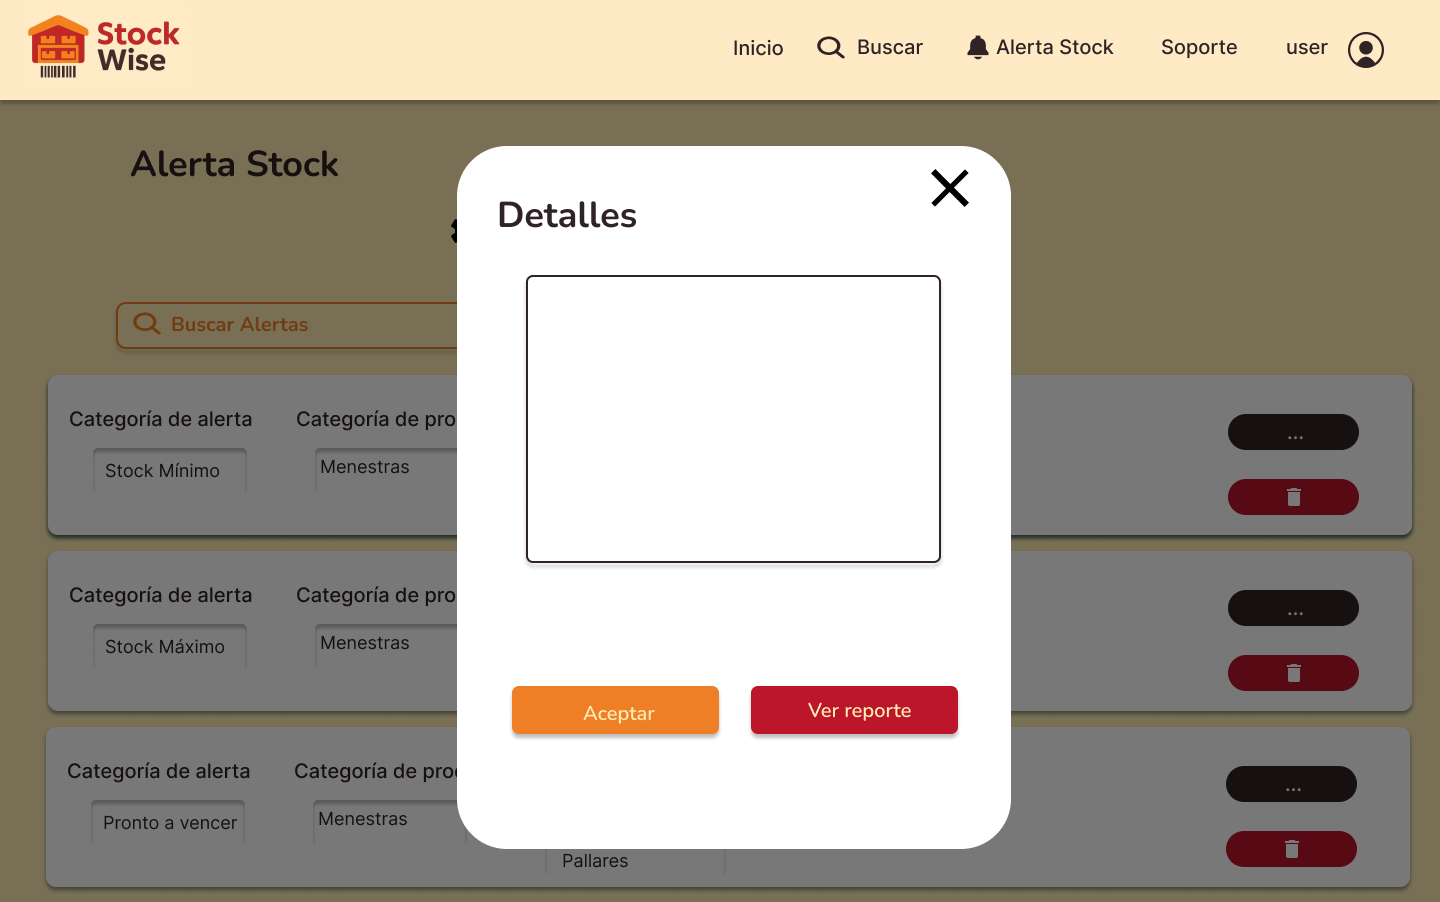 Stock
Wise
Inicio
Buscar
Alerta Stock
Soporte
user
Alerta Stock
Detalles
Buscar Alertas
Categoría de alerta
Categoría de pro
...
Stock Mínimo
Menestras
Categoría de alerta
Categoría de pro
...
Stock Máximo
Menestras
Aceptar
Ver reporte
Categoría de alerta
Categoría de pro
...
Pronto a vencer
Menestras
Pallares